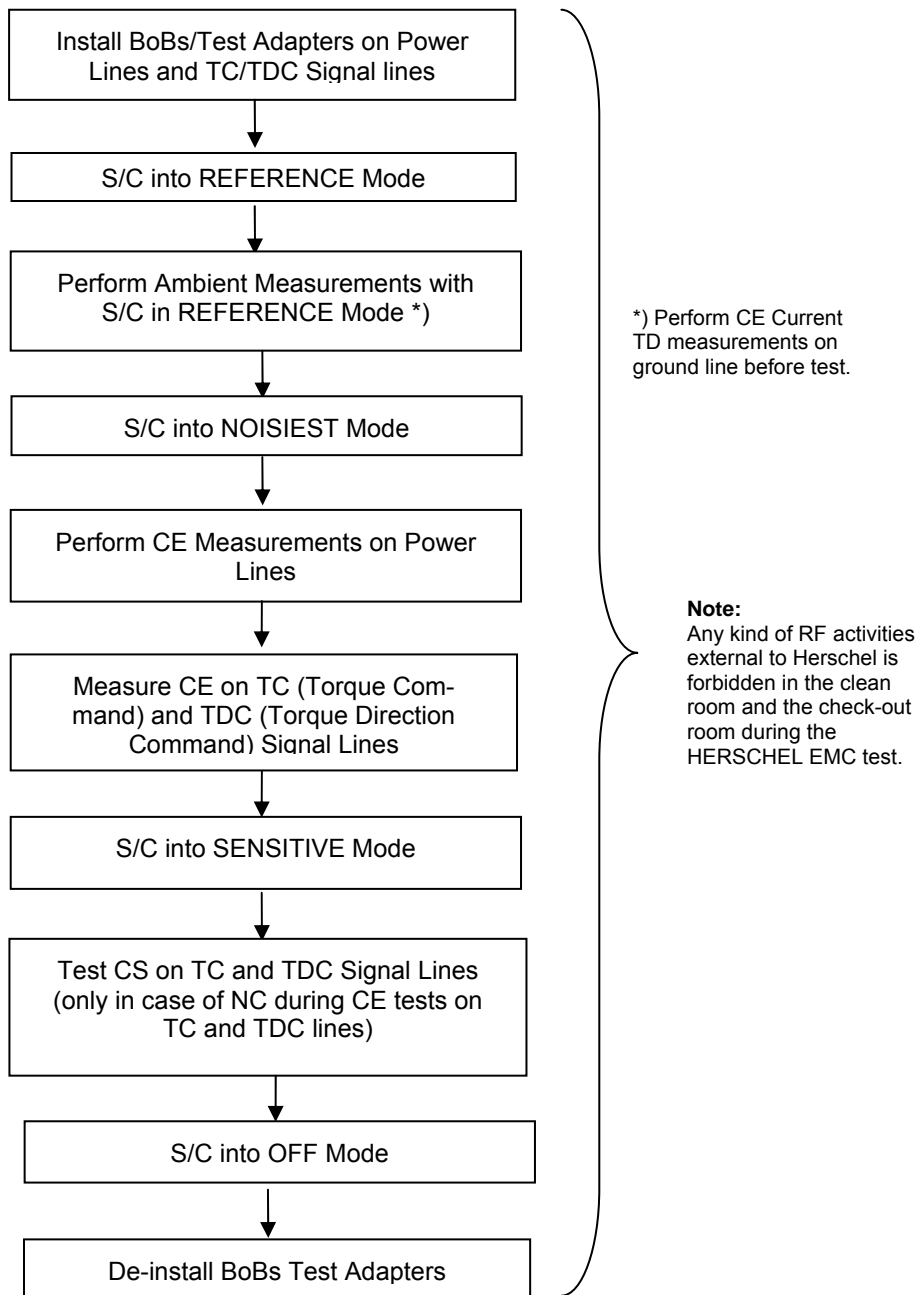 Install BoBs/Test Adapters on Power
Lines and TC/TDC Signal lines
S/C into REFERENCE Mode
Perform Ambient Measurements with
S/C in REFERENCE Mode *)
*) Perform CE Current
TD measurements on
ground line before test.
S/C into NOISIEST Mode
Perform CE Measurements on Power
Lines
Note:
Any kind of RF activities
external to Herschel is
forbidden in the clean
room and the check-out
room during the
HERSCHEL EMC test.
Measure CE on TC (Torque Com-
mand) and TDC (Torque Direction
Command) Signal Lines
S/C into SENSITIVE Mode
Test CS on TC and TDC Signal Lines
(only in case of NC during CE tests on
TC and TDC lines)
S/C into OFF Mode
De-install BoBs Test Adapters